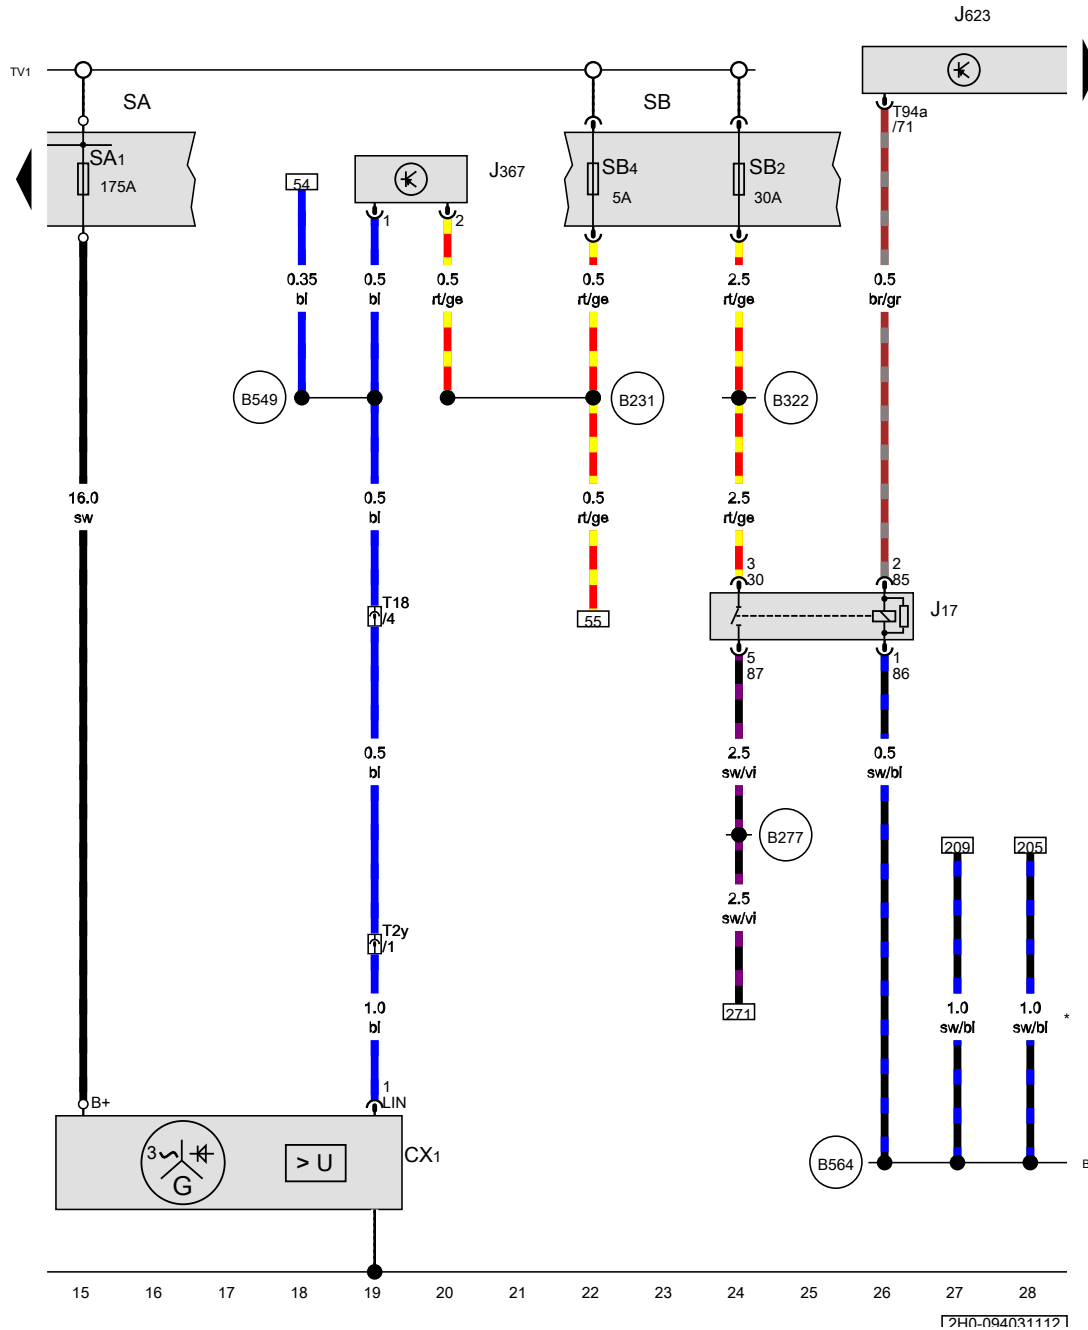 J623
TV1
SA
SB
T94a
/71
SA1
175A
J367
SB4
5A
SB2
30A
54
1
2
0.35
bl
0.5
bl
0.5
rt/ge
0.5
rt/ge
2.5
rt/ge
0.5
br/gr
B549
B231
B322
16.0
sw
0.5
bl
0.5
rt/ge
2.5
rt/ge
3
30
2
85
T18
/4
55
J17
5
87
1
86
0.5
bl
2.5
sw/vi
0.5
sw/bl
B277
209
205
2.5
sw/vi
T2y
/1
271
1.0
bl
1.0
sw/bl
1.0
sw/bl
*
1
B+
LIN
3
G
> U
CX1
B564
B
15 16 17 18 19 20 21 22 23 24 25 26 27 28
2H0-094031112